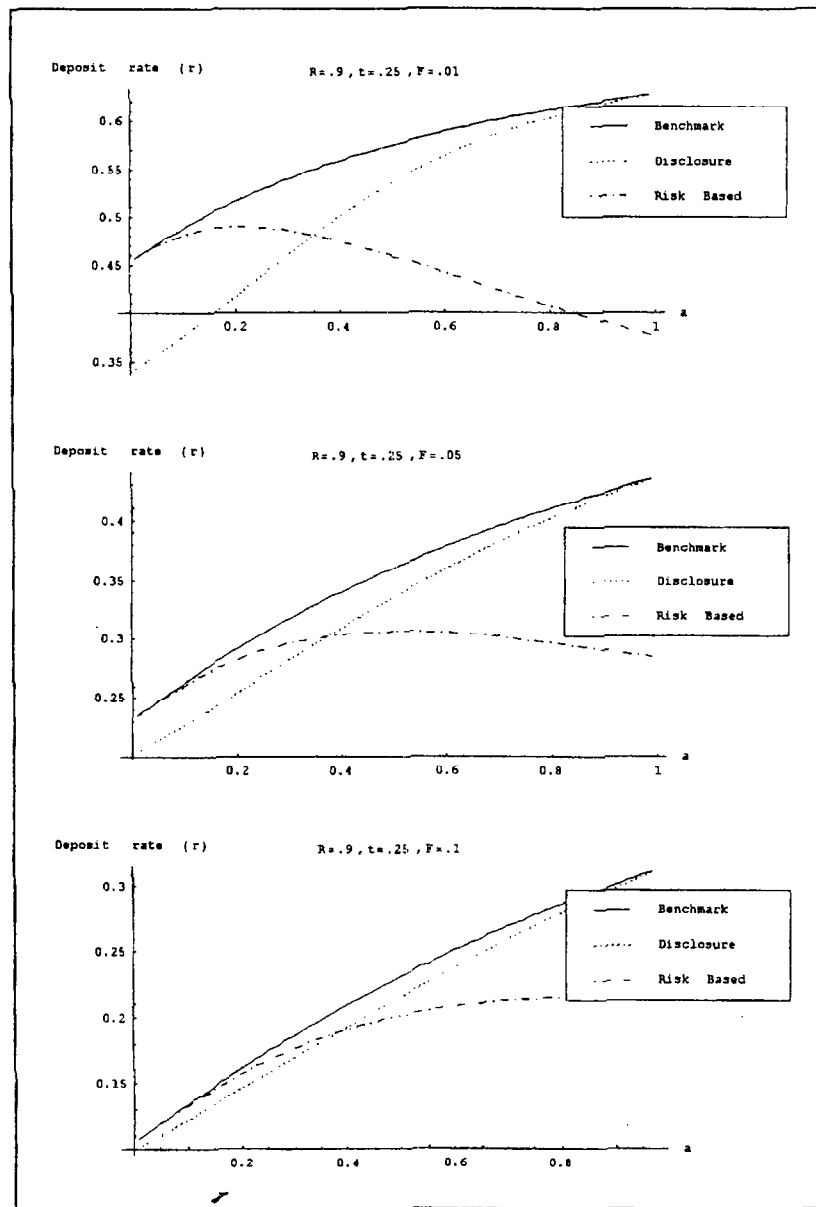 Deposit rate (r)
R=.9, t=.25, F=.01
0.6
0.55
0.5
0.45
0.35
0.2
0.4
0.6
0.8
1
a
Benchmark
Disclosure
Risk Based
Deposit rate (r)
R=.9, t=.25, F=.05
0.4
0.35
0.3
0.25
0.2
0.4
0.6
0.8
1
a
Benchmark
Disclosure
Risk Based
Deposit rate (r)
R=.9, t=.25, F=.1
0.3
0.25
0.2
0.15
0.2
0.4
0.6
0.8
a
Benchmark
Disclosure
Risk Based